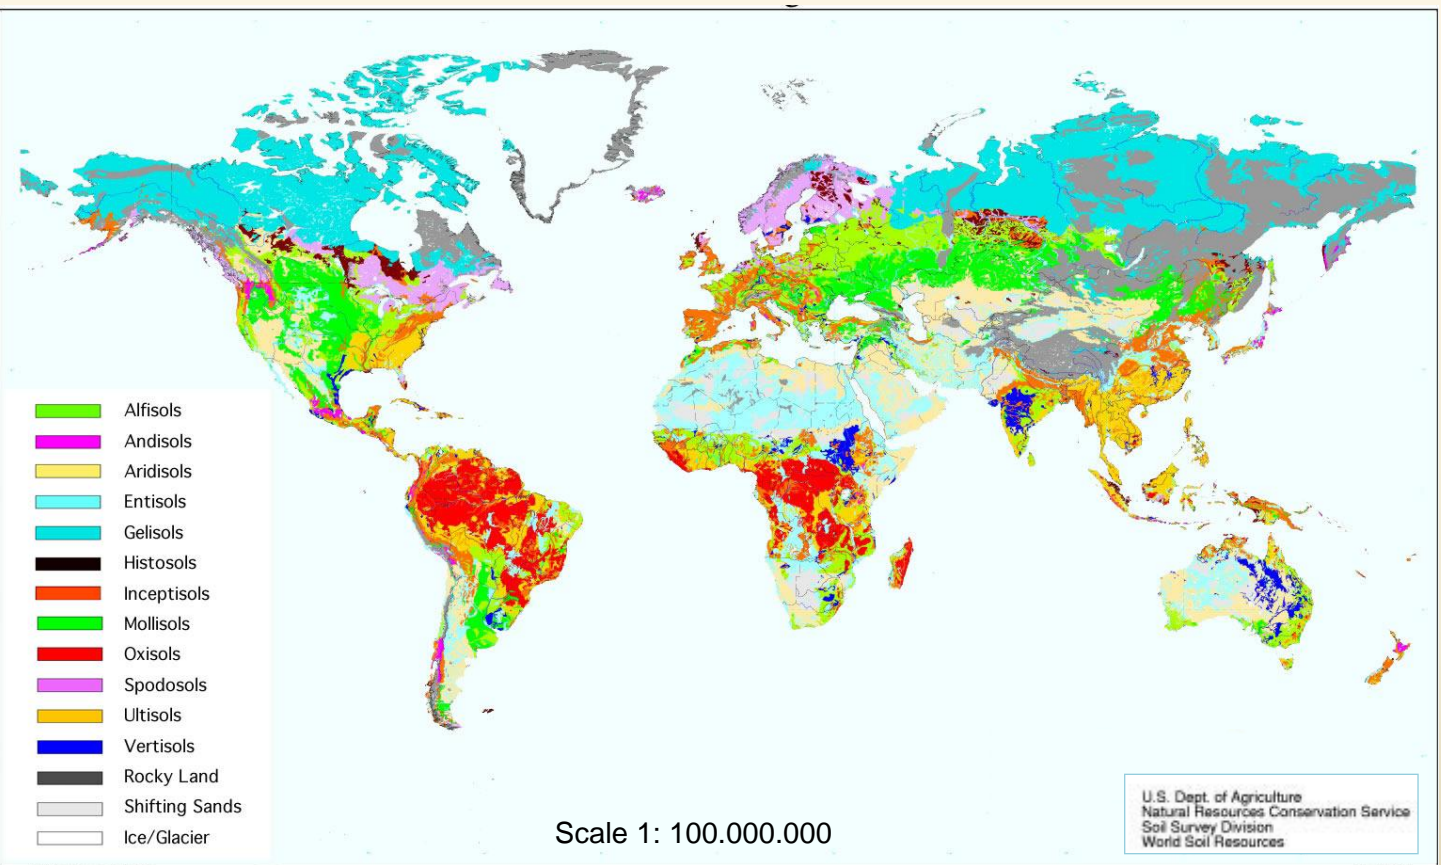 Alfisols
Andisols
Aridisols
Entisols
Gelisols
Histosols
Inceptisols
Mollisols
Oxisols
Spodosols
Ultisols
Vertisols
Rocky Land
Shifting Sands
Ice/Glacier
Scale 1: 100.000.000
U.S. Dept. of Agriculture
Natural Resources Conservation Service
Soil Survey Division
World Soil Resources